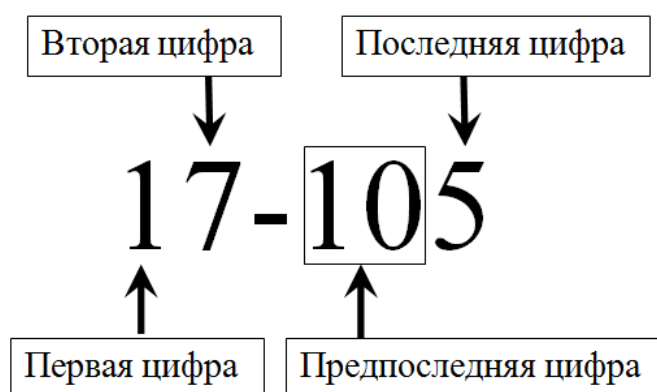 Вторая цифра
Последняя цифра
17-105
Первая цифра
Предпоследняя цифра